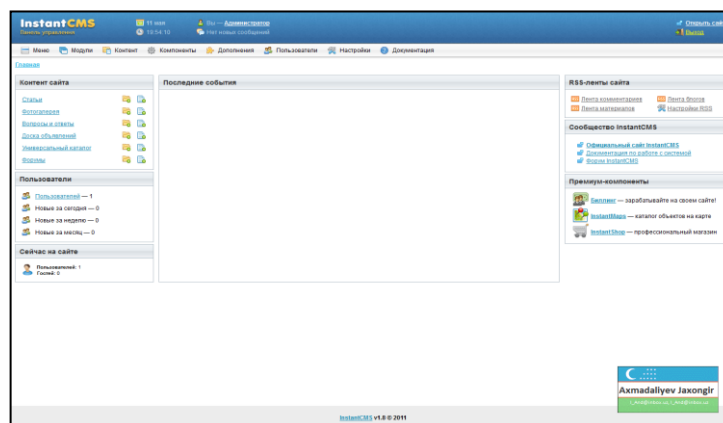 InstantCMS
Панель управления
11 мая
19:54:10
Вы — Администратор
Нет новых сообщений
Открыть сайт
Выход
Меню Модули Контент Компоненты Дополнения Пользователи Настройки Документация
Главная
Контент сайта
Статьи
Фотогалерея
Вопросы и ответы
Доска объявлений
Универсальный каталог
Форумы
Пользователи
Пользователей — 1
Новые за сегодня — 0
Новые за неделю — 0
Новые за месяц — 0
Сейчас на сайте
Пользователей: 1
Гостей: 0
Последние события
RSS-ленты сайта
Лента комментариев Лента блогов
Лента материалов Настройки RSS
Сообщество InstantCMS
Официальный сайт InstantCMS
Документация по работе с системой
Форум InstantCMS
Премиум-компоненты
Биллинг — зарабатывайте на своем сайте!
InstantMaps — каталог объектов на карте
InstantShop — профессиональный магазин
Axmadaliyev Jaxongir
InstantCMS v1.8 © 2011